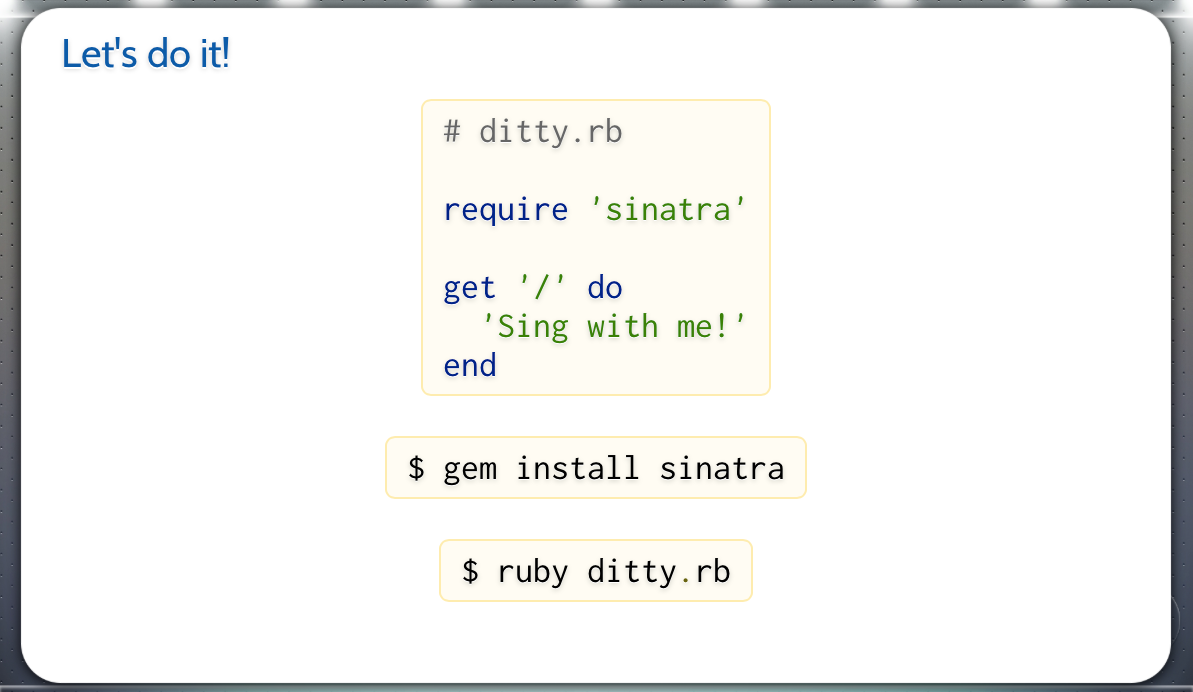 Let's do it!
# ditty.rb
require 'sinatra'
get '/' do
  'Sing with me!'
end
$ gem install sinatra
$ ruby ditty.rb